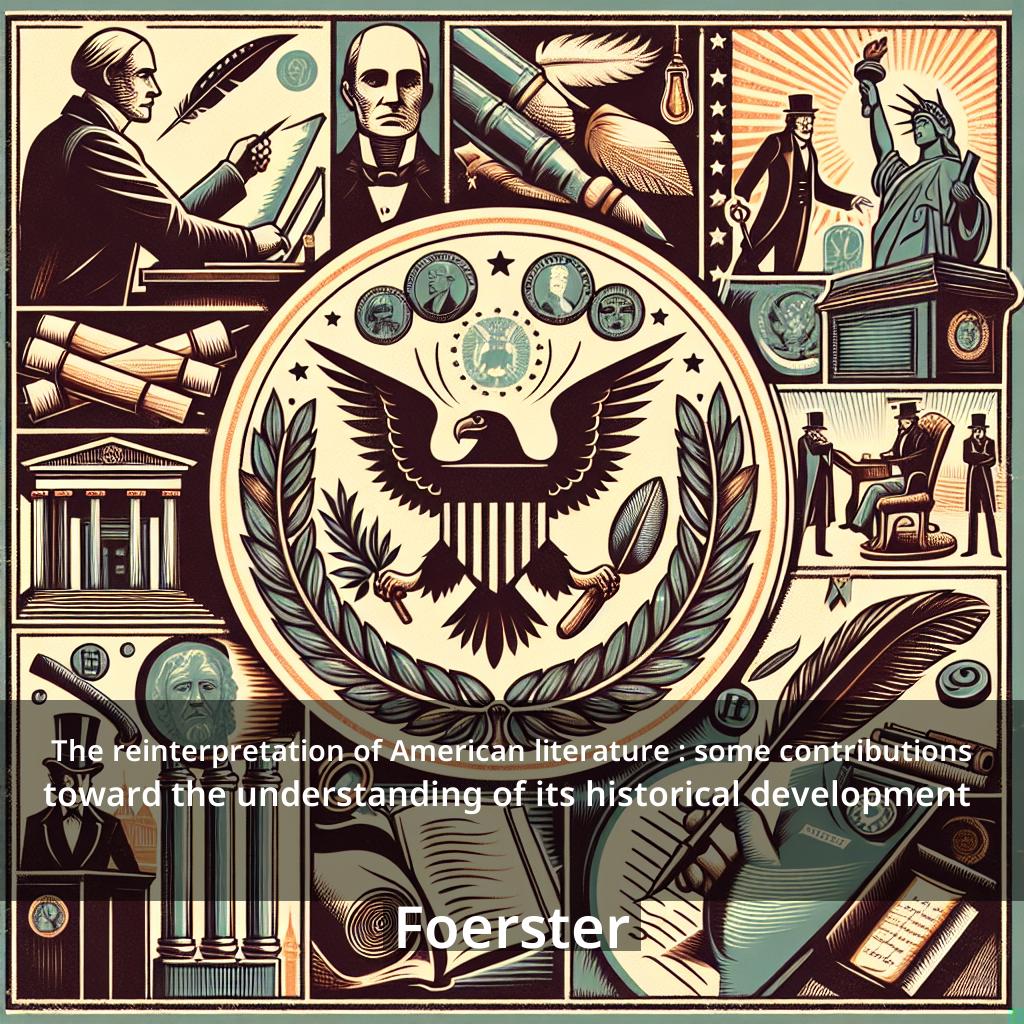 The reinterpretation of American literature : some contributions
toward the understanding of its historical development
Foerster